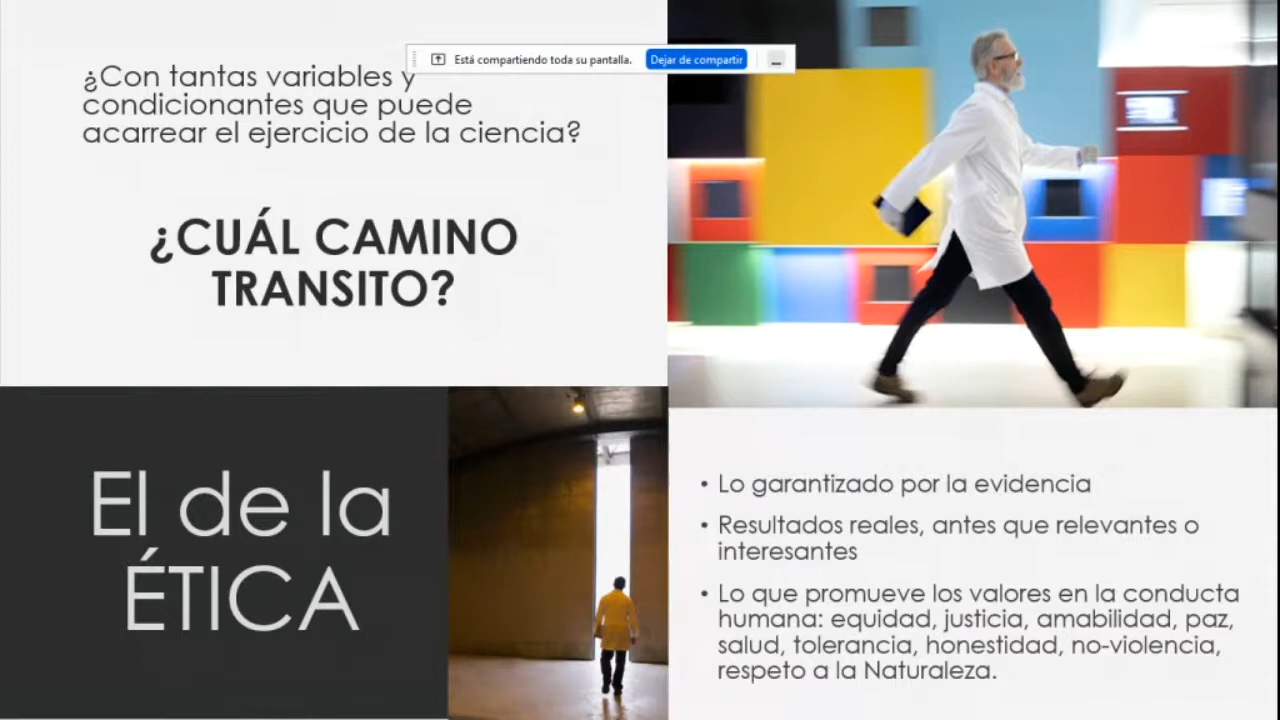 Está compartiendo toda su pantalla.
Dejar de compartir
¿Con tantas variables y
condicionantes que puede
acarrear el ejercicio de la ciencia?
¿CUÁL CAMINO
TRANSITO?
El de la
ÉTICA
• Lo garantizado por la evidencia
• Resultados reales, antes que relevantes o
interesantes
• Lo que promueve los valores en la conducta
humana: equidad, justicia, amabilidad, paz,
salud, tolerancia, honestidad, no-violencia,
respeto a la Naturaleza.